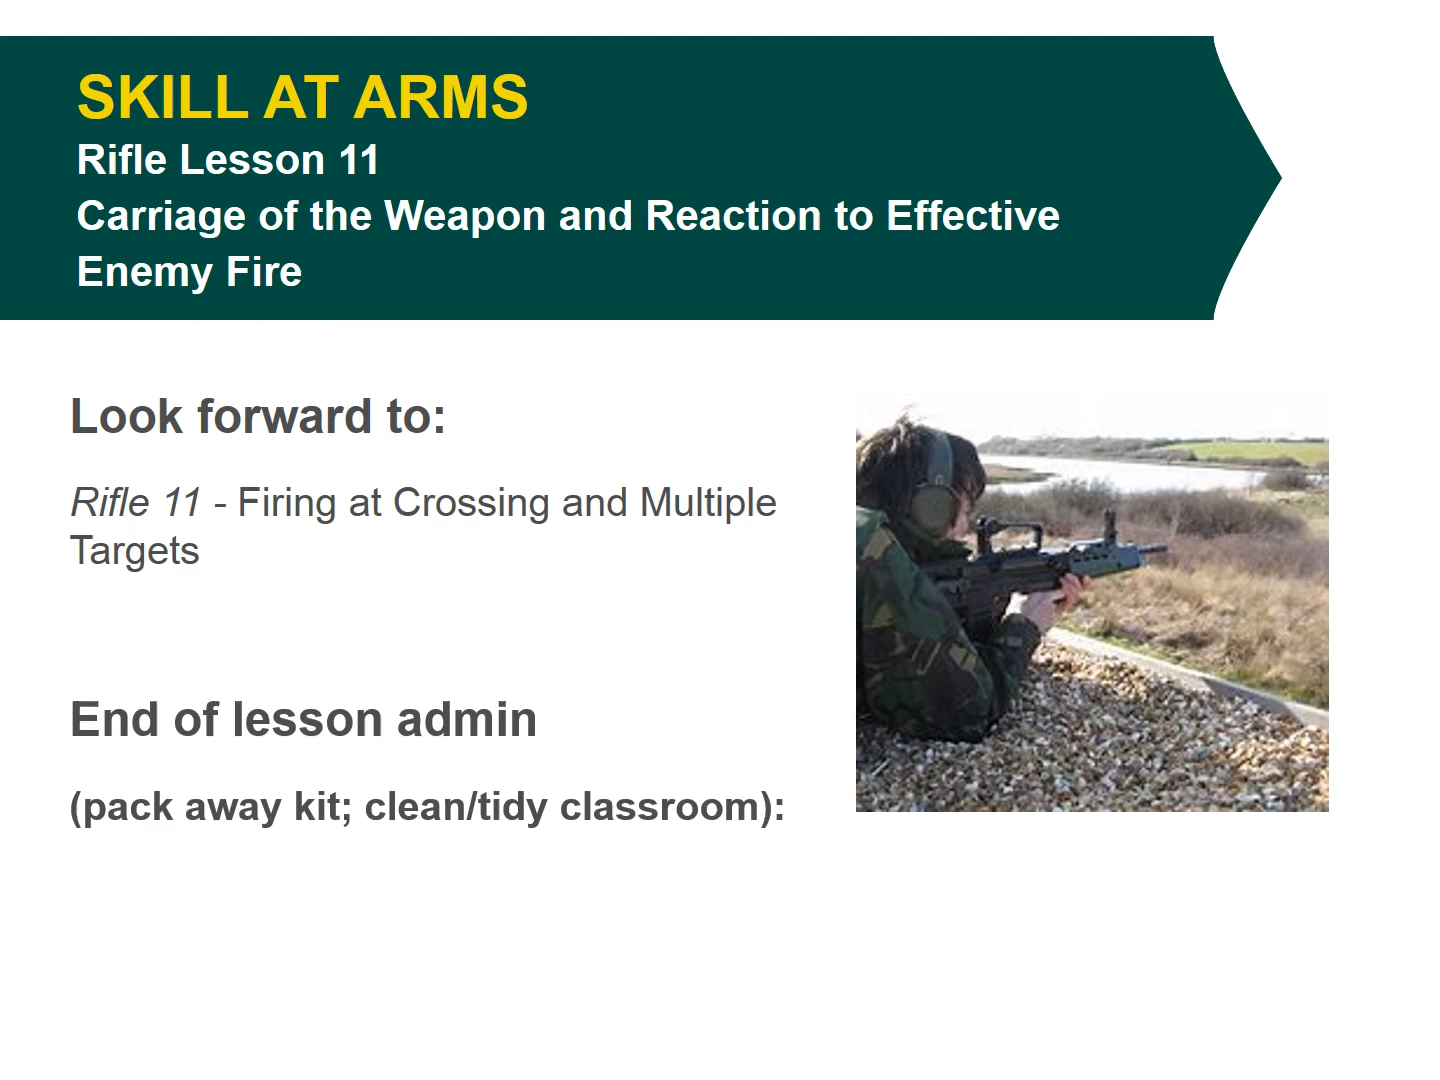 SKILL AT ARMS
Rifle Lesson 11
Carriage of the Weapon and Reaction to Effective
Enemy Fire
Look forward to:
Rifle 11 - Firing at Crossing and Multiple
Targets
End of lesson admin
(pack away kit; clean/tidy classroom):